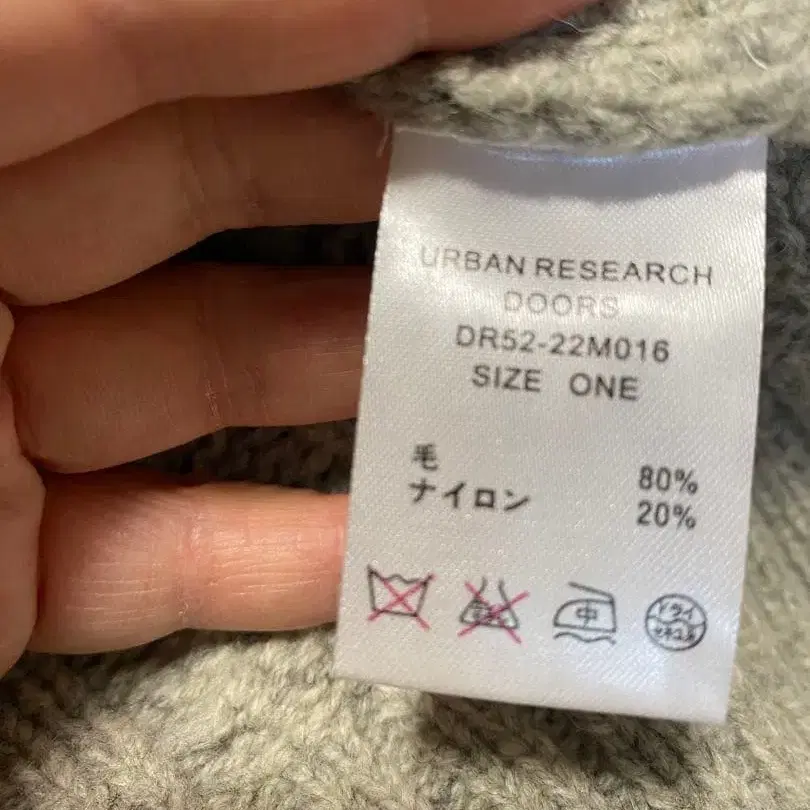 URBAN RESEARCH
DOORS
DR52-22M016
SIZE ONE
毛 80%
ナイロン 20%
中
ドライ